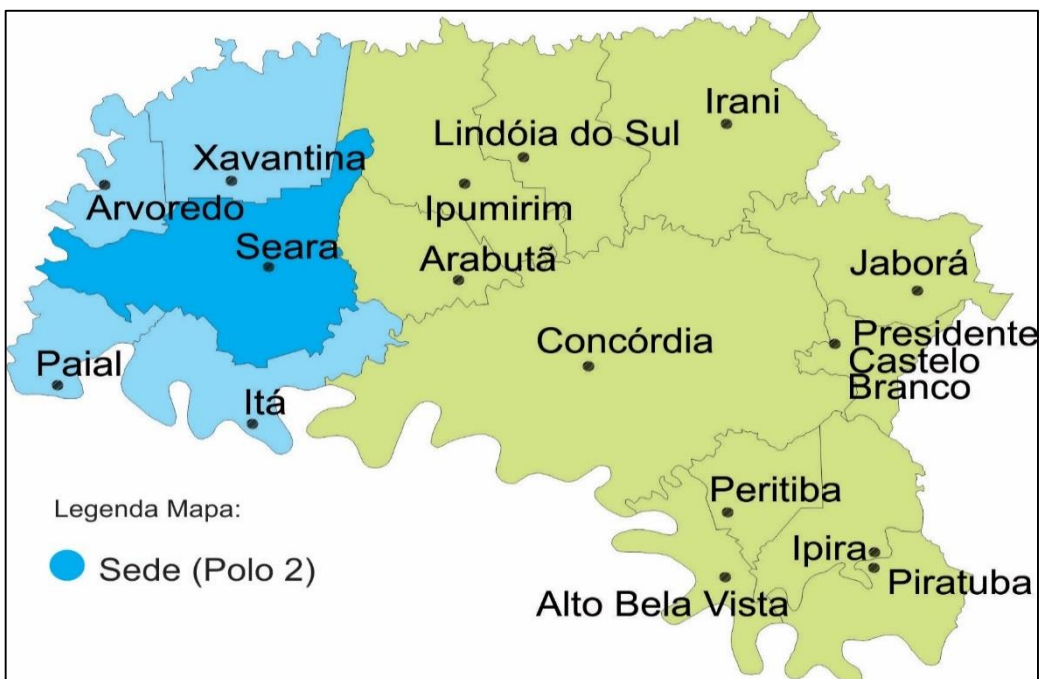 Irani
Lindóia do Sul
Xavantina
Arvoredo
Ipumirim
Seara
Arabutã
Jaborá
Concórdia
Presidente
Castelo
Branco
Paial
Itá
Peritiba
Legenda Mapa:
Sede (Polo 2)
Ipira
Piratuba
Alto Bela Vista